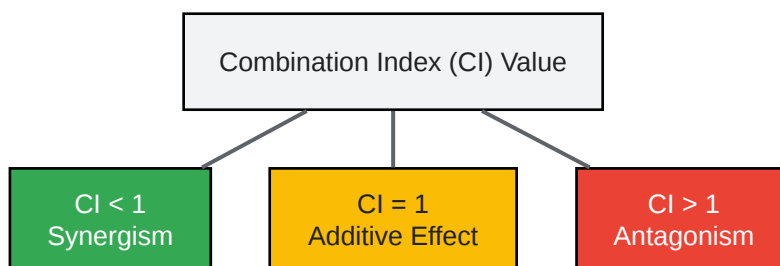 Combination Index (CI) Value
CI < 1
Synergism
CI = 1
Additive Effect
CI > 1
Antagonism